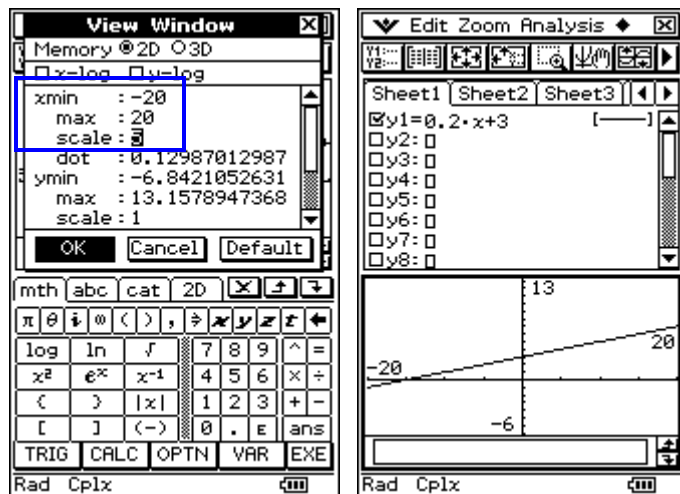 View Window
Memory 2D 3D
x-log y-log
xmin :-20
max :20
scale:
dot :0.12987012987
ymin :-6.8421052631
max :13.1578947368
scale:1
OK Cancel Default
mth abc cat 2D
π θ i ∞ ( ) , ⇒ x y z t ←
log ln √ 7 8 9 ^ =
x² eˣ x⁻¹ 4 5 6 × ÷
( ) |x| 1 2 3 + −
[ ] (−) 0 . E ans
TRIG CALC OPTN VAR EXE
Rad Cplx
Edit Zoom Analysis
Sheet1 Sheet2 Sheet3
y1=0.2·x+3 [—]
y2:
y3:
y4:
y5:
y6:
y7:
y8:
13
20
-20
-6
Rad Cplx